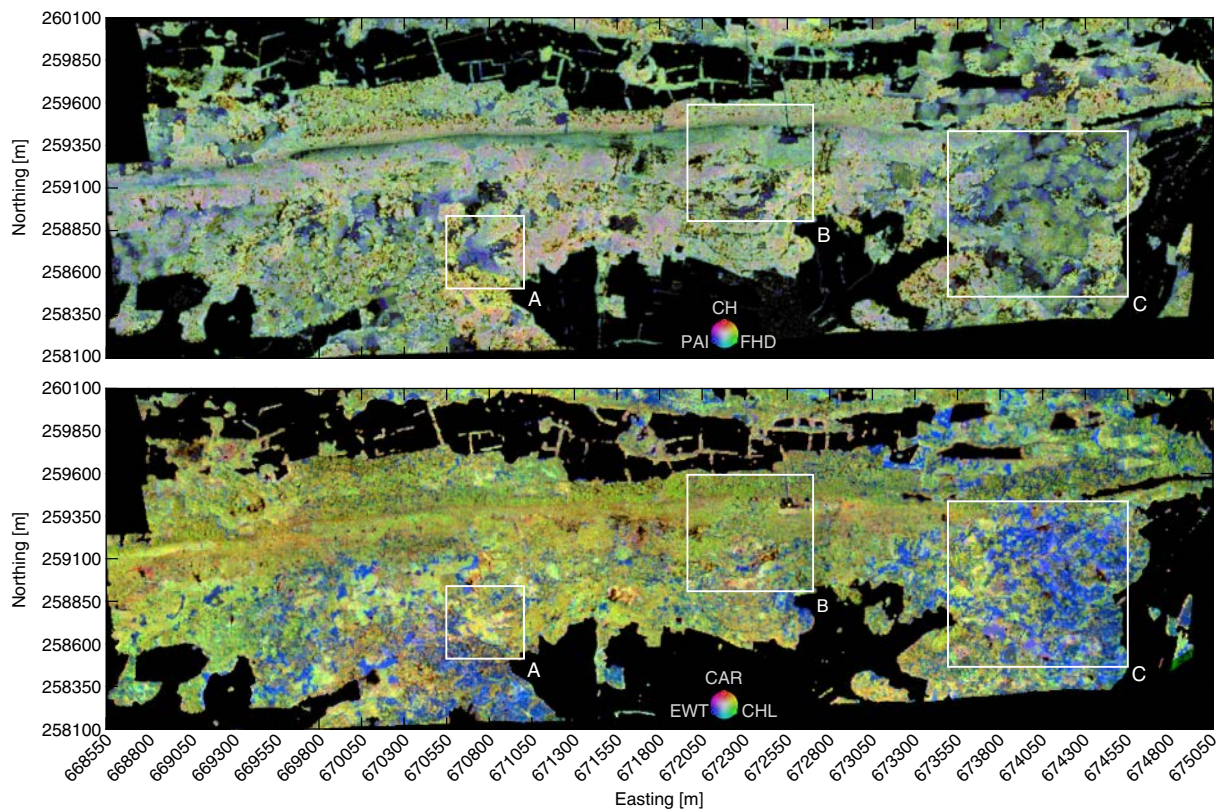 260100
259850
259600
259350
259100
258850
258600
258350
258100
Northing [m]
A
B
C
CH
PAI FHD
260100
259850
259600
259350
259100
258850
258600
258350
258100
Northing [m]
A
B
C
CAR
EWT CHL
668550 668800 669050 669300 669550 669800 670050 670300 670550 670800 671050 671300 671550 671800 672050 672300 672550 672800 673050 673300 673550 673800 674050 674300 674550 674800 675050
Easting [m]